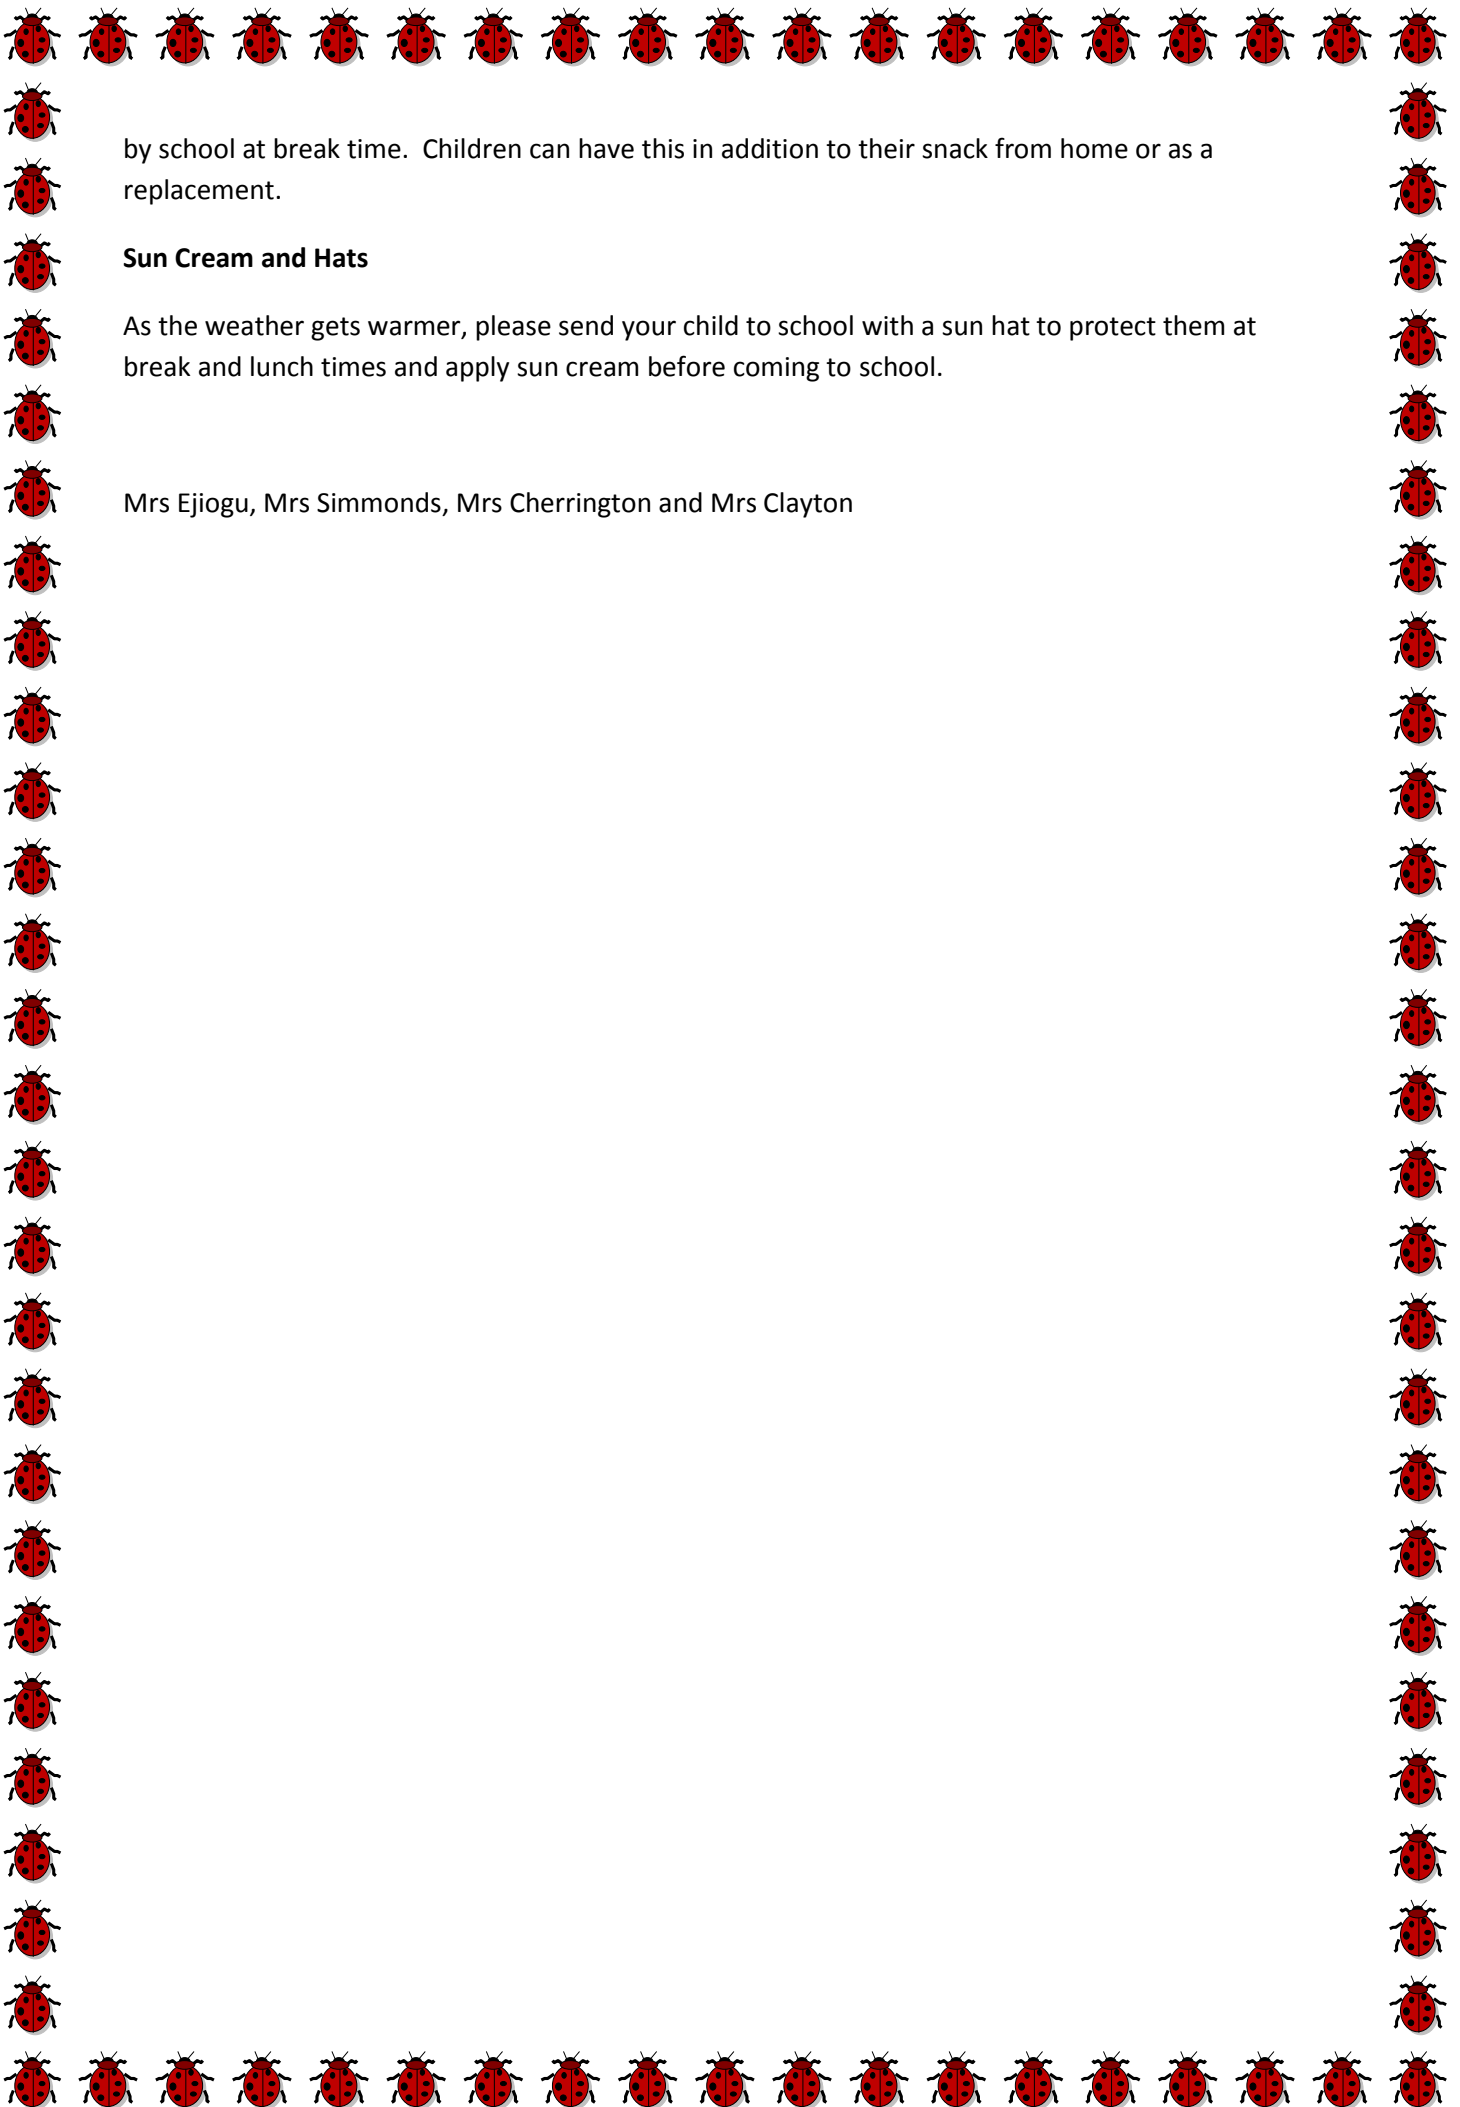 by school at break time.  Children can have this in addition to their snack from home or as a
replacement.
Sun Cream and Hats
As the weather gets warmer, please send your child to school with a sun hat to protect them at
break and lunch times and apply sun cream before coming to school.
Mrs Ejiogu, Mrs Simmonds, Mrs Cherrington and Mrs Clayton